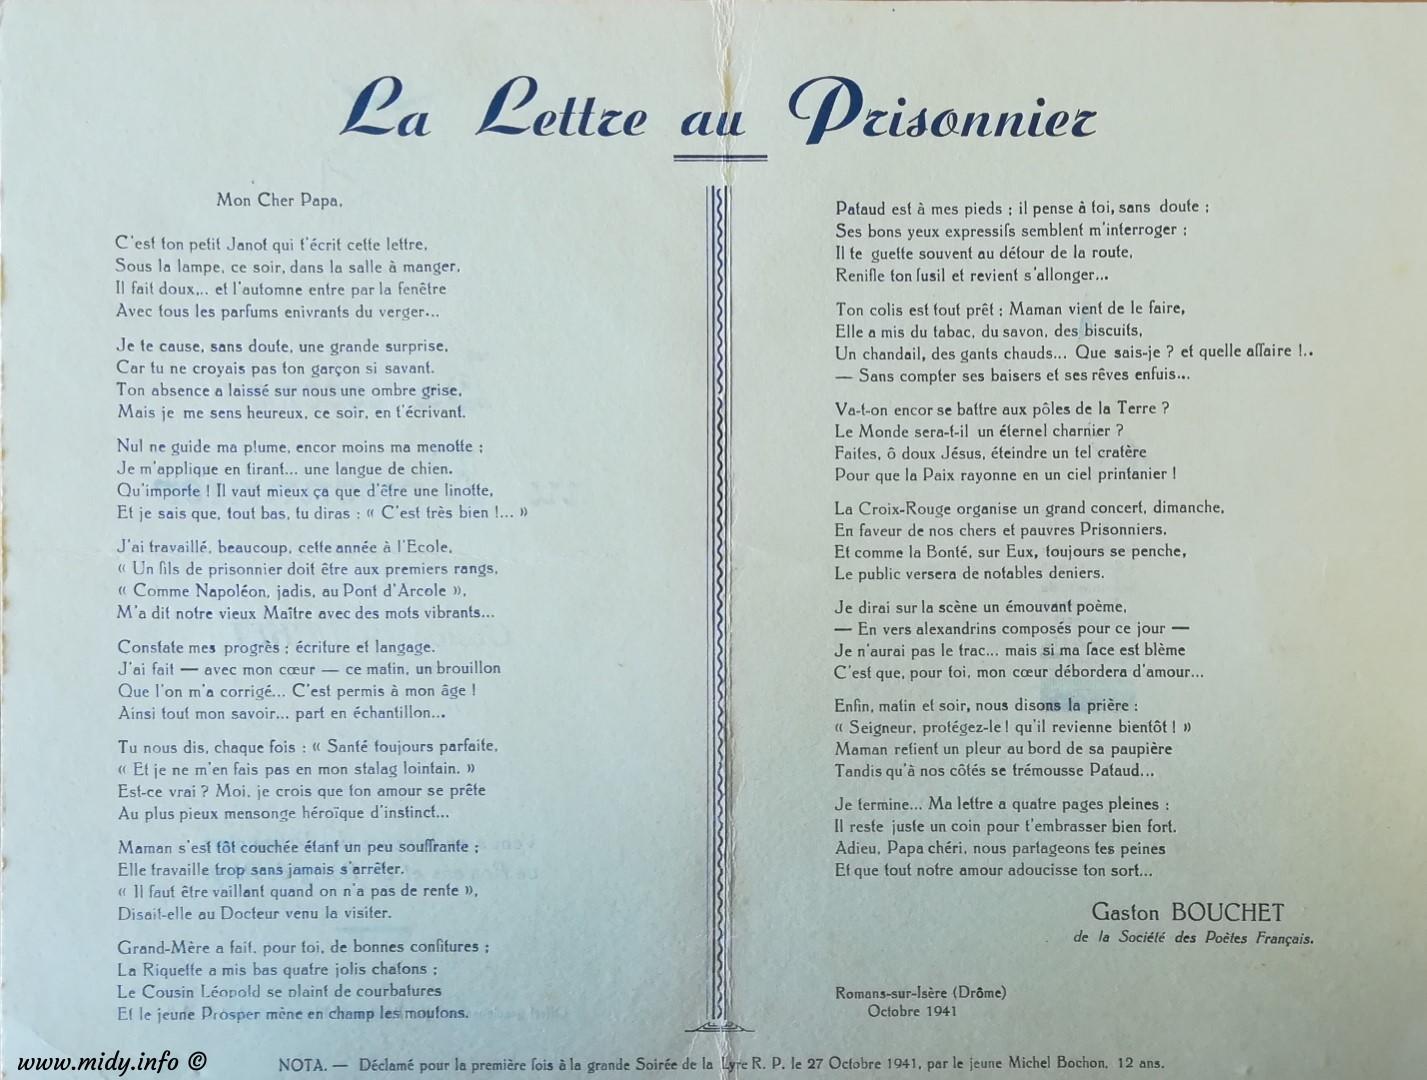 La Lettre au Prisonnier
Mon Cher Papa,
C'est ton petit Janot qui t'écrit cette lettre,
Sous la lampe, ce soir, dans la salle à manger,
Il fait doux... et l'automne entre par la fenêtre
Avec tous les parfums enivrants du verger...
Je te cause, sans doute, une grande surprise,
Car tu ne croyais pas ton garçon si savant.
Ton absence a laissé sur nous une ombre grise,
Mais je me sens heureux, ce soir, en t'écrivant.
Nul ne guide ma plume, encor moins ma menotte ;
Je m'applique en tirant... une langue de chien.
Qu'importe ! Il vaut mieux ça que d'être une linotte,
Et je sais que, tout bas, tu diras : « C'est très bien !... »
J'ai travaillé, beaucoup, cette année à l'Ecole,
« Un fils de prisonnier doit être aux premiers rangs,
« Comme Napoléon, jadis, au Pont d'Arcole »,
M'a dit notre vieux Maître avec des mots vibrants...
Constate mes progrès : écriture et langage.
J'ai fait — avec mon cœur — ce matin, un brouillon
Que l'on m'a corrigé... C'est permis à mon âge !
Ainsi tout mon savoir... part en échantillon...
Tu nous dis, chaque fois : « Santé toujours parfaite,
« Et je ne m'en fais pas en mon stalag lointain. »
Est-ce vrai ? Moi, je crois que ton amour se prête
Au plus pieux mensonge héroïque d'instinct...
Maman s'est tôt couchée étant un peu souffrante ;
Elle travaille trop sans jamais s'arrêter.
« Il faut être vaillant quand on n'a pas de rente »,
Disait-elle au Docteur venu la visiter.
Grand-Mère a fait, pour toi, de bonnes confitures ;
La Riquette a mis bas quatre jolis chatons ;
Le Cousin Léopold se plaint de courbatures
Et le jeune Prosper mène en champ les moutons.
Pataud est à mes pieds ; il pense à toi, sans doute ;
Ses bons yeux expressifs semblent m'interroger ;
Il te guette souvent au détour de la route,
Renifle ton fusil et revient s'allonger...
Ton colis est tout prêt : Maman vient de le faire,
Elle a mis du tabac, du savon, des biscuits,
Un chandail, des gants chauds... Que sais-je ? et quelle affaire !..
— Sans compter ses baisers et ses rêves enfuis...
Va-t-on encor se battre aux pôles de la Terre ?
Le Monde sera-t-il un éternel charnier ?
Faites, ô doux Jésus, éteindre un tel cratère
Pour que la Paix rayonne en un ciel printanier !
La Croix-Rouge organise un grand concert, dimanche,
En faveur de nos chers et pauvres Prisonniers,
Et comme la Bonté, sur Eux, toujours se penche,
Le public versera de notables deniers.
Je dirai sur la scène un émouvant poème,
— En vers alexandrins composés pour ce jour —
Je n'aurai pas le trac... mais si ma face est blème
C'est que, pour toi, mon cœur débordera d'amour...
Enfin, matin et soir, nous disons la prière :
« Seigneur, protégez-le ! qu'il revienne bientôt ! »
Maman retient un pleur au bord de sa paupière
Tandis qu'à nos côtés se trémousse Pataud...
Je termine... Ma lettre a quatre pages pleines :
Il reste juste un coin pour t'embrasser bien fort.
Adieu, Papa chéri, nous partageons tes peines
Et que tout notre amour adoucisse ton sort...
Gaston BOUCHET
de la Société des Poètes Français.
Romans-sur-Isère (Drôme)
Octobre 1941
NOTA. — Déclamé pour la première fois à la grande Soirée de la Lyre R. P. le 27 Octobre 1941, par le jeune Michel Bochon, 12 ans.
www.midy.info ©